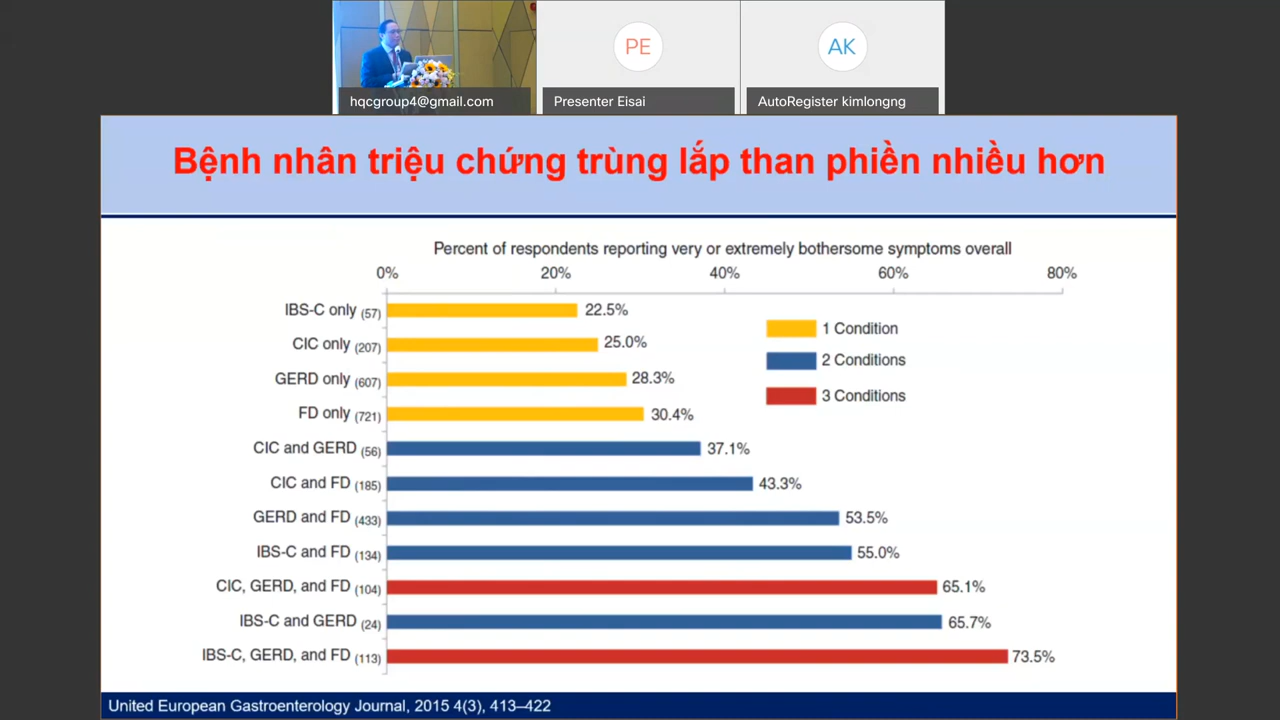 PE
AK
hqcgroup4@gmail.com
Presenter Eisai
AutoRegister kimlongng
Bệnh nhân triệu chứng trùng lắp than phiền nhiều hơn
Percent of respondents reporting very or extremely bothersome symptoms overall
0% 20% 40% 60% 80%
IBS-C only (57) 22.5%
1 Condition
CIC only (207) 25.0%
2 Conditions
GERD only (607) 28.3%
3 Conditions
FD only (721) 30.4%
CIC and GERD (56) 37.1%
CIC and FD (185) 43.3%
GERD and FD (433) 53.5%
IBS-C and FD (134) 55.0%
CIC, GERD, and FD (104) 65.1%
IBS-C and GERD (24) 65.7%
IBS-C, GERD, and FD (113) 73.5%
United European Gastroenterology Journal, 2015 4(3), 413–422